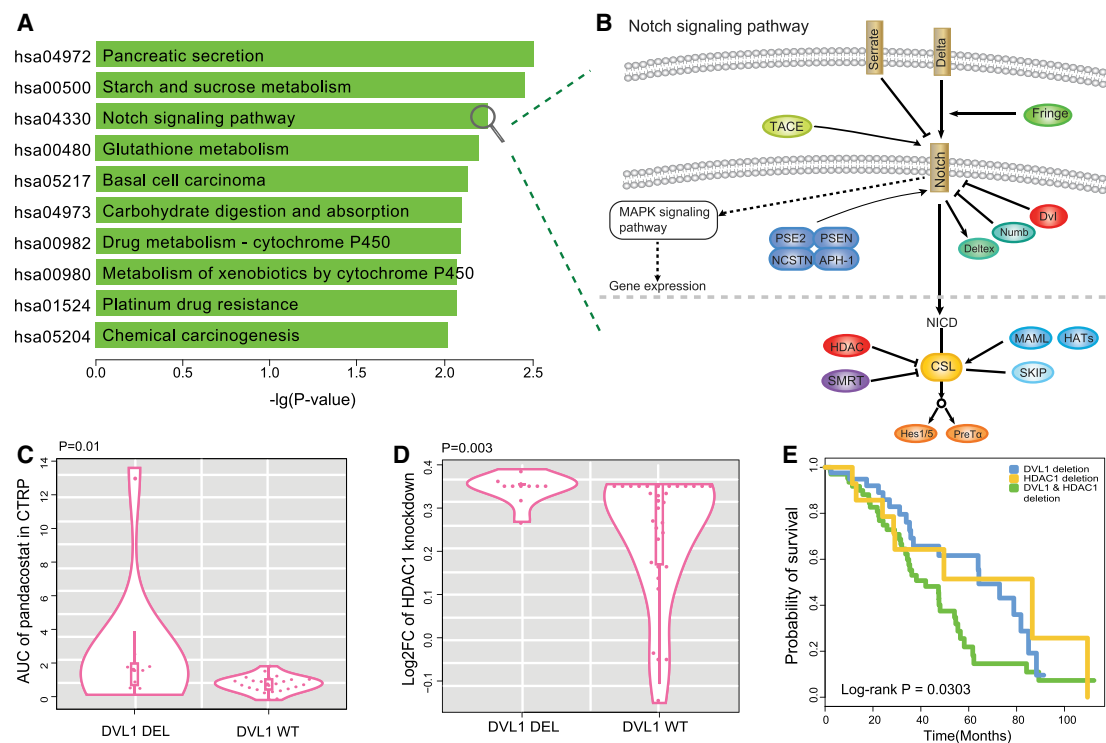 A
hsa04972 Pancreatic secretion
hsa00500 Starch and sucrose metabolism
hsa04330 Notch signaling pathway
hsa00480 Glutathione metabolism
hsa05217 Basal cell carcinoma
hsa04973 Carbohydrate digestion and absorption
hsa00982 Drug metabolism - cytochrome P450
hsa00980 Metabolism of xenobiotics by cytochrome P450
hsa01524 Platinum drug resistance
hsa05204 Chemical carcinogenesis
0.0 0.5 1.0 1.5 2.0 2.5
-lg(P-value)
B
Notch signaling pathway
Serrate
Delta
Fringe
TACE
Notch
MAPK signaling
pathway
Dvl
Numb
Deltex
PSE2 PSEN
NCSTN APH-1
Gene expression
NICD
HDAC
MAML HATs
CSL
SMRT
SKIP
Hes1/5 PreTα
C
P=0.01
AUC of pandacostat in CTRP
14
12
10
8
6
4
2
0
DVL1 DEL DVL1 WT
D
P=0.003
Log2FC of HDAC1 knockdown
0.4
0.3
0.2
0.1
0.0
−0.1
DVL1 DEL DVL1 WT
E
DVL1 deletion
HDAC1 deletion
DVL1 & HDAC1
deletion
Probability of survival
1.0
0.8
0.6
0.4
0.2
0.0
Log-rank P = 0.0303
0 20 40 60 80 100
Time(Months)